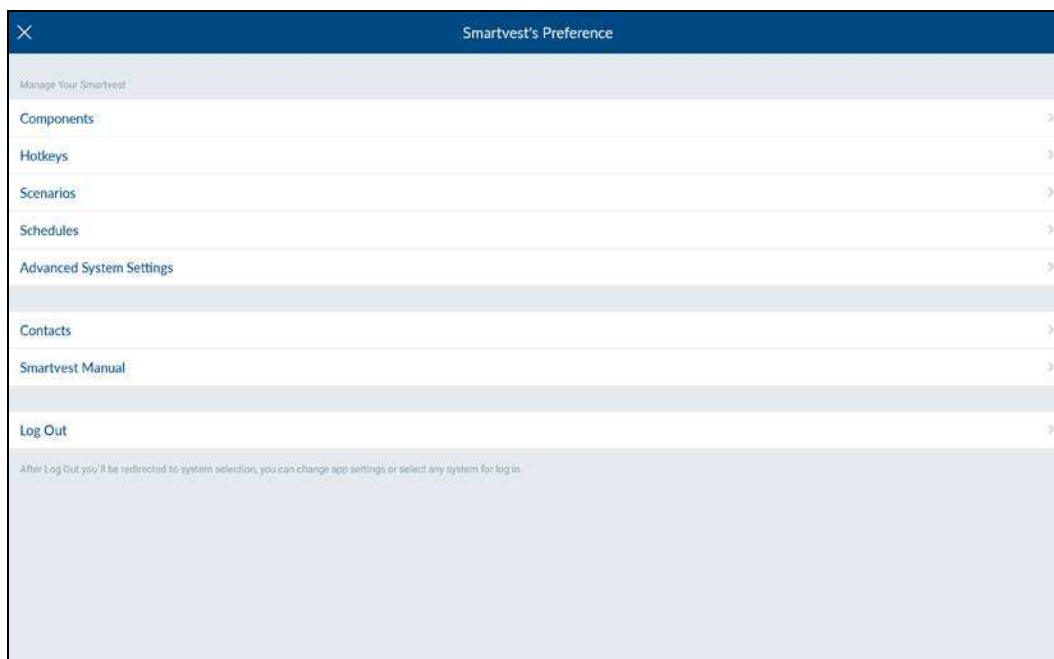 Smartvest's Preference
Manage Your Smartvest
Components
Hotkeys
Scenarios
Schedules
Advanced System Settings
Contacts
Smartvest Manual
Log Out
After Log Out you'll be redirected to system selection, you can change app settings or select any system for log in.